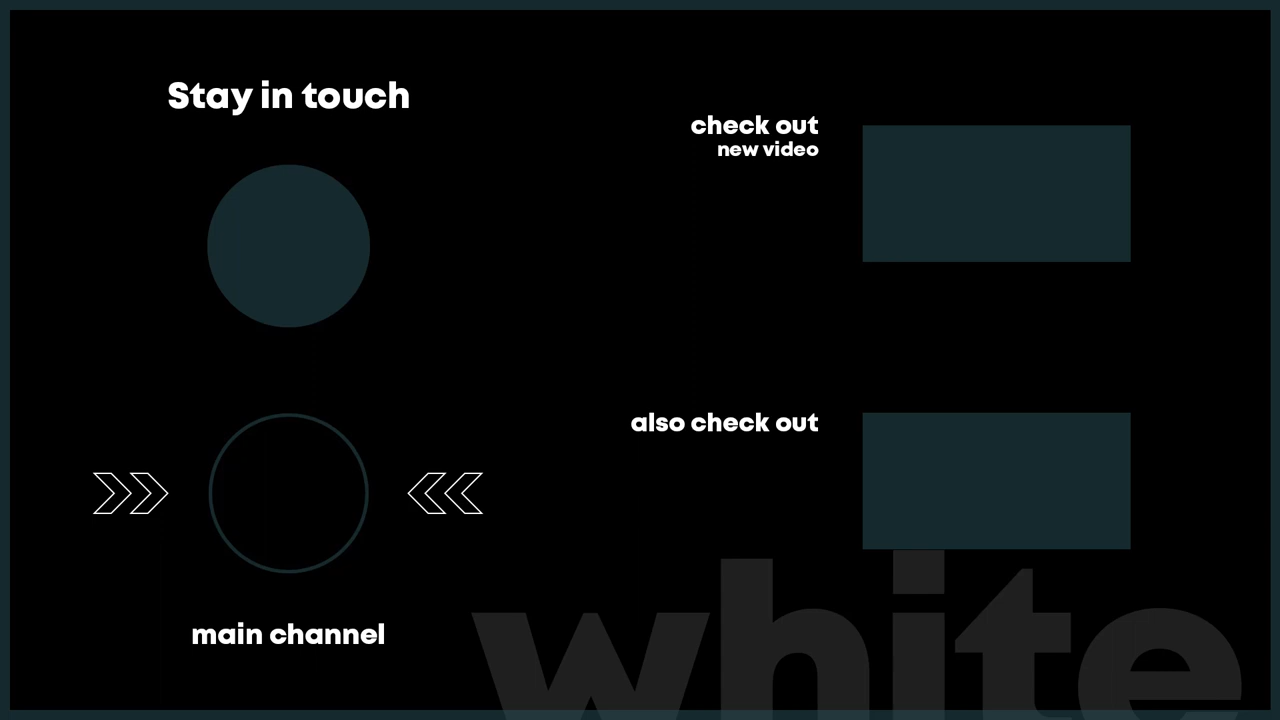 Stay in touch
check out
new video
also check out
main channel
white